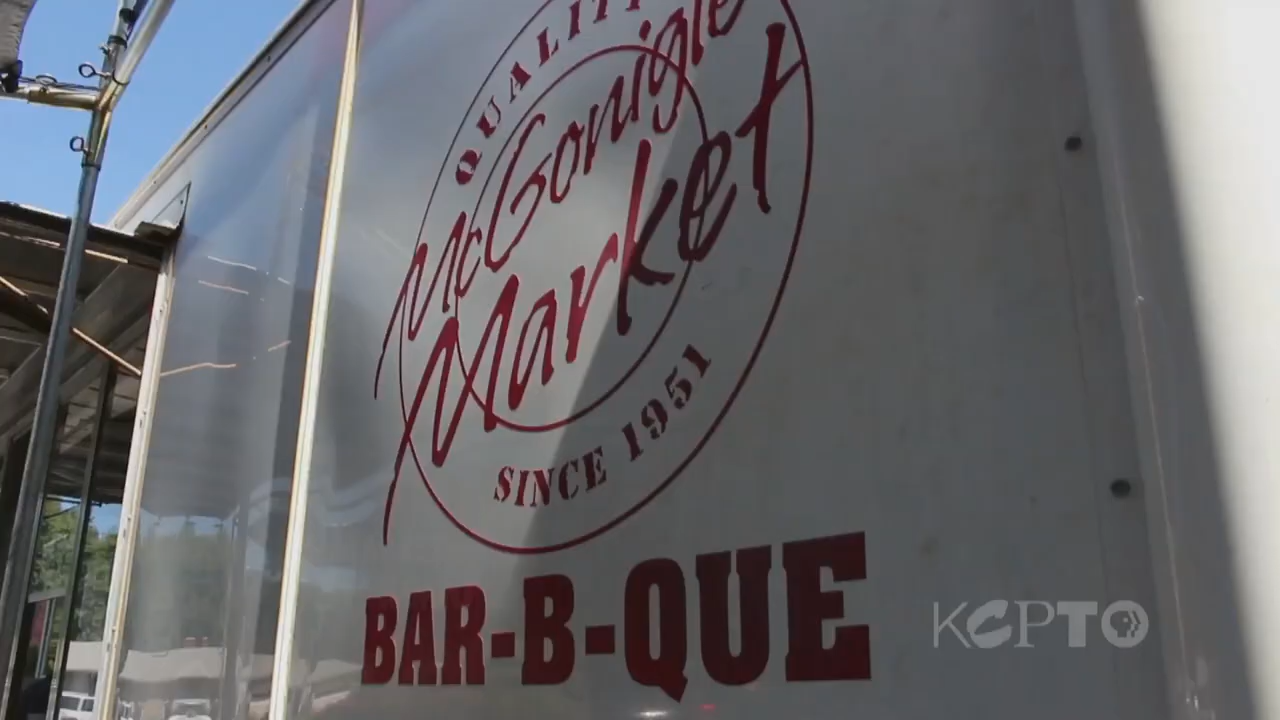 QUALITY
McGonigle
Market
SINCE 1951
BAR-B-QUE
KCPT